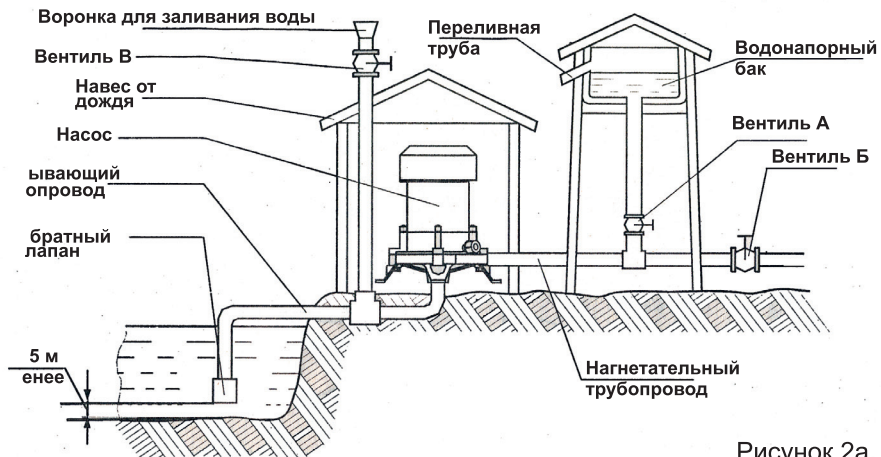 Воронка для заливания воды
Вентиль В
Навес от
дождя
Насос
ывающий
опровод
братный
лапан
5 м
енее
Переливная
труба
Водонапорный
бак
Вентиль А
Вентиль Б
Нагнетательный
трубопровод
Рисунок 2а